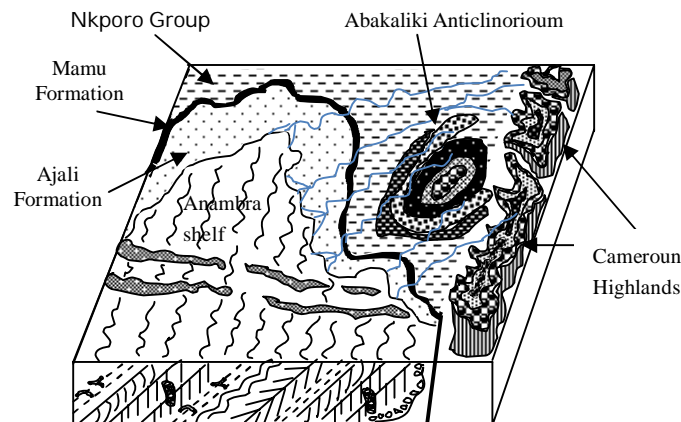 Nkporo Group
Abakaliki Anticlinorioum
Mamu
Formation
Ajali
Formation
Anambra
shelf
Cameroun
Highlands